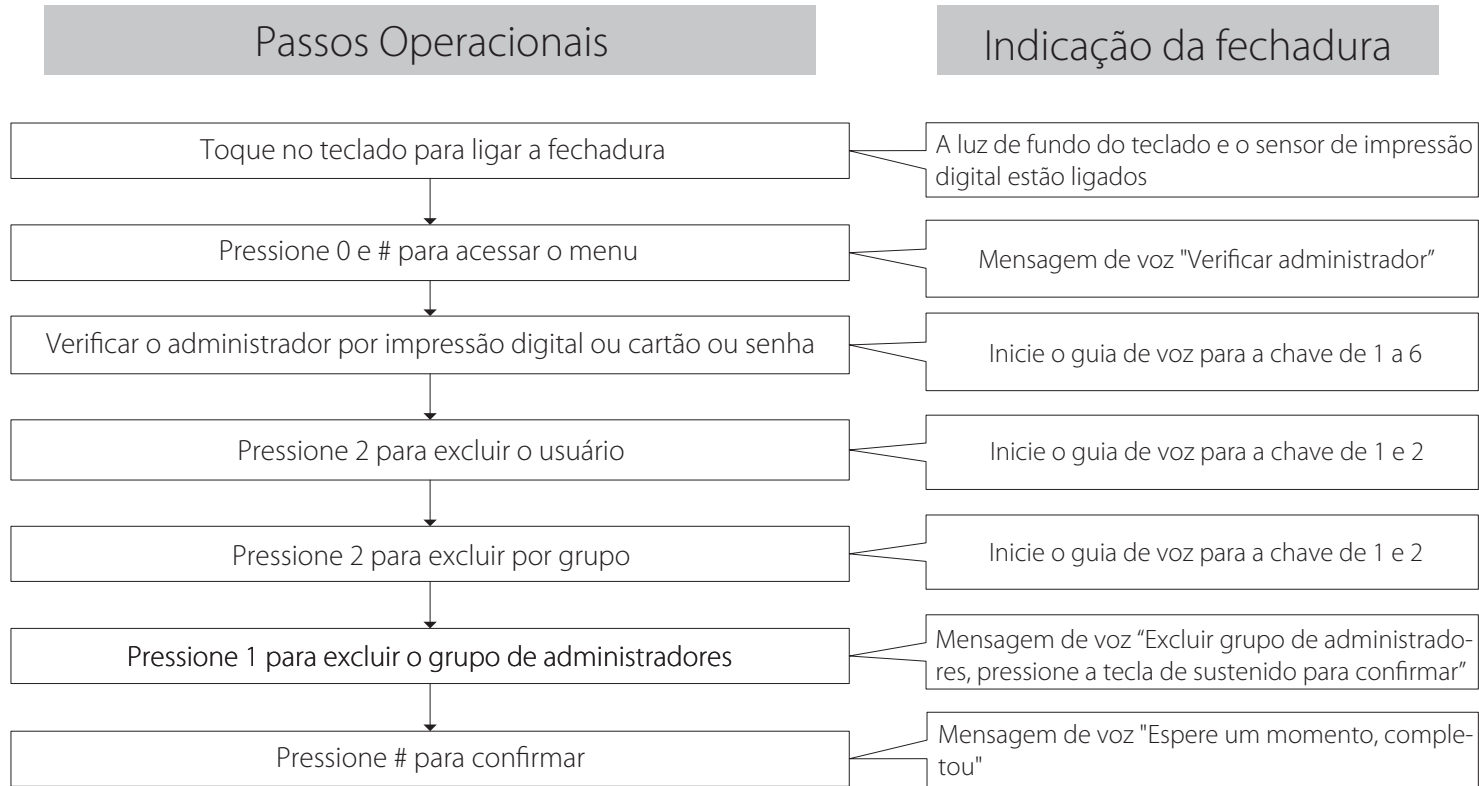 Passos Operacionais
Indicação da fechadura
Toque no teclado para ligar a fechadura
A luz de fundo do teclado e o sensor de impressão
digital estão ligados
Pressione 0 e # para acessar o menu
Mensagem de voz "Verificar administrador”
Verificar o administrador por impressão digital ou cartão ou senha
Inicie o guia de voz para a chave de 1 a 6
Pressione 2 para excluir o usuário
Inicie o guia de voz para a chave de 1 e 2
Pressione 2 para excluir por grupo
Inicie o guia de voz para a chave de 1 e 2
Pressione 1 para excluir o grupo de administradores
Mensagem de voz “Excluir grupo de administrado-
res, pressione a tecla de sustenido para confirmar”
Pressione # para confirmar
Mensagem de voz "Espere um momento, comple-
tou"